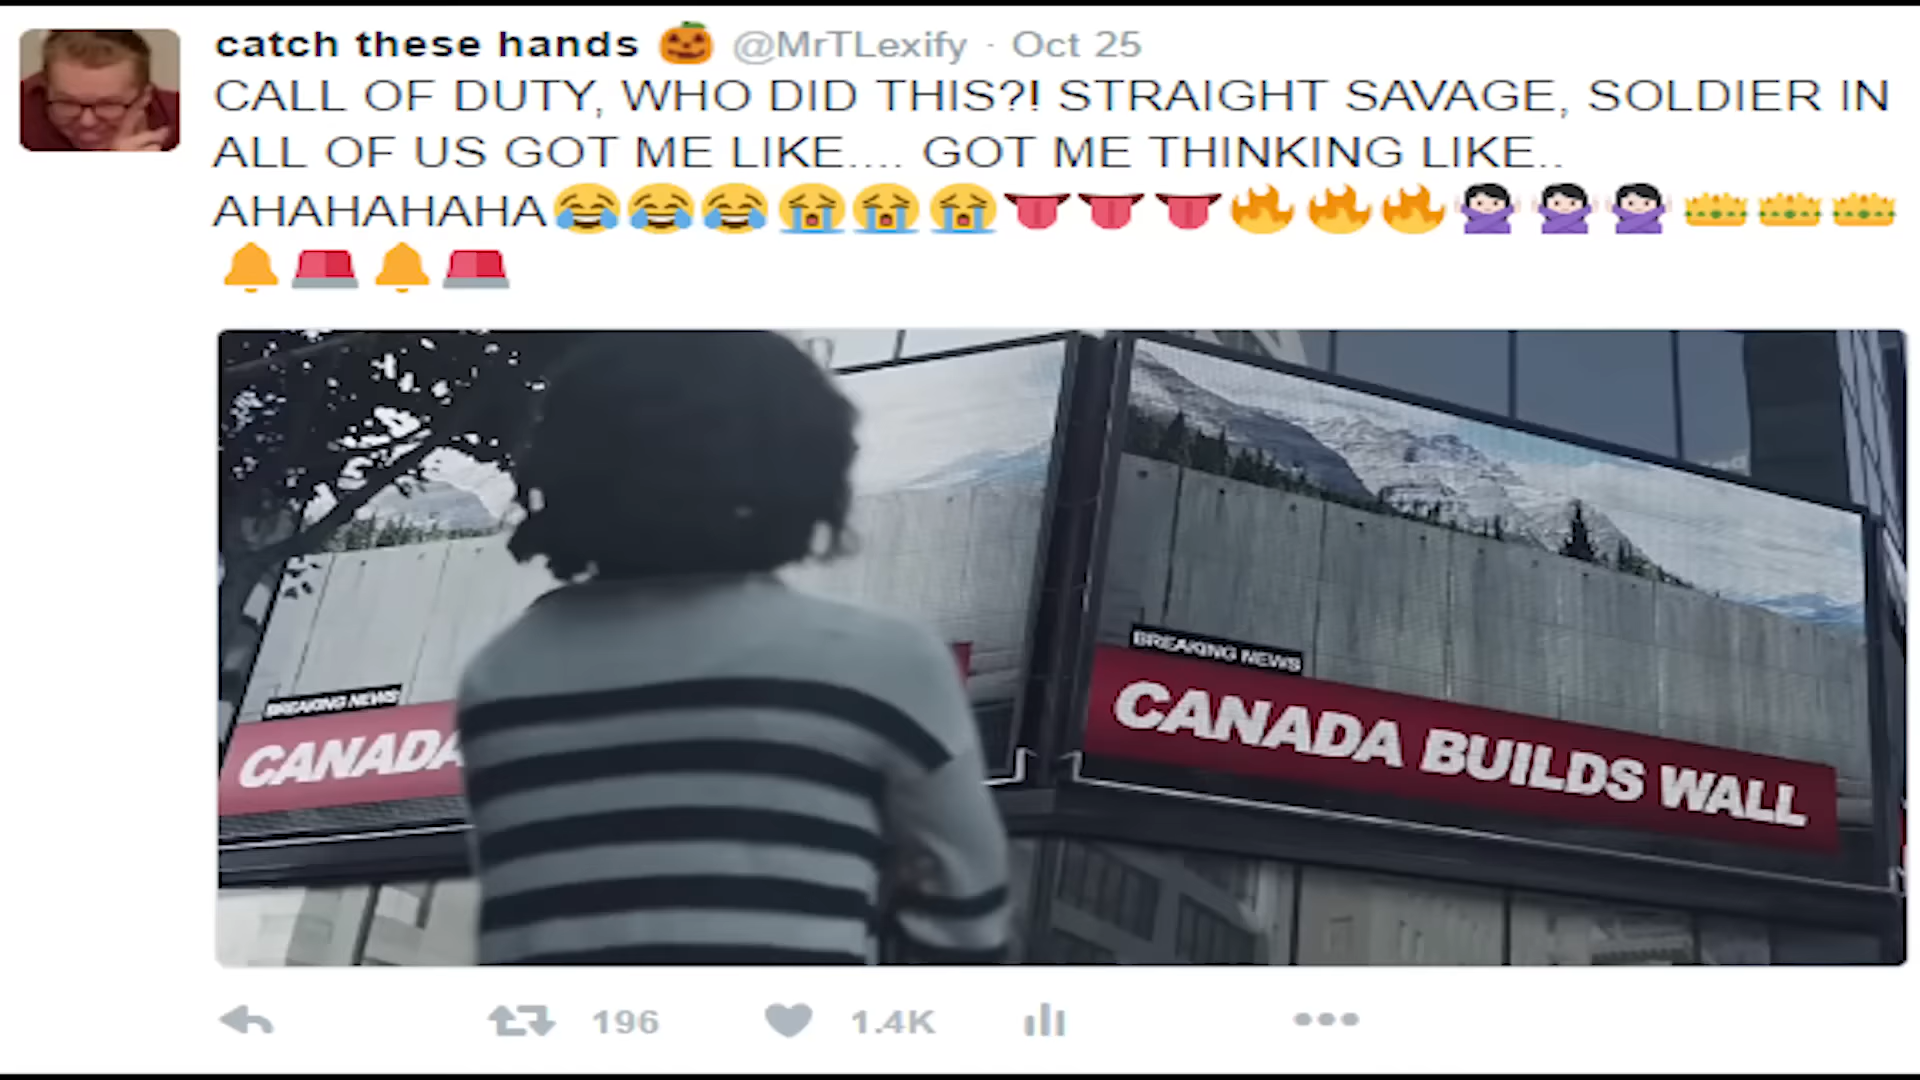 catch these hands 🎃 @MrTLexify · Oct 25
CALL OF DUTY, WHO DID THIS?! STRAIGHT SAVAGE, SOLDIER IN
ALL OF US GOT ME LIKE.... GOT ME THINKING LIKE..
AHAHAHAHA😂😂😂😭😭😭👅👅👅🔥🔥🔥🙅🏻🙅🏻🙅🏻👑👑👑
🔔🚨🔔🚨
BREAKING NEWS
CANADA BUILDS WALL
BREAKING NEWS
CANADA
196 1.4K